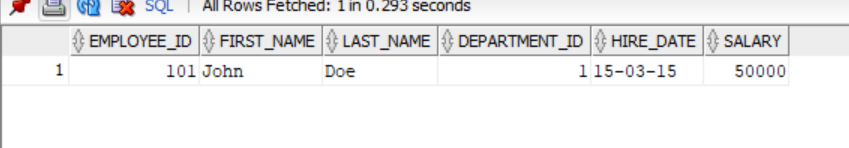 SQL | All Rows Fetched: 1 in 0.293 seconds
EMPLOYEE_ID FIRST_NAME LAST_NAME DEPARTMENT_ID HIRE_DATE SALARY
1 101 John Doe 1 15-03-15 50000